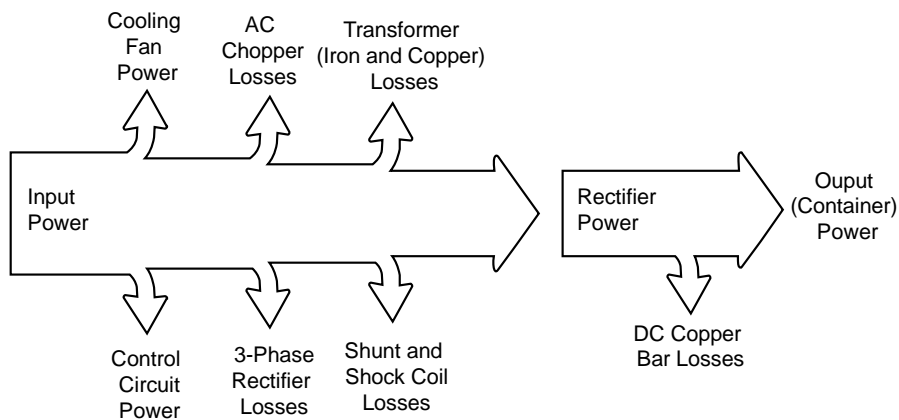 Cooling
Fan
Power
AC
Chopper
Losses
Transformer
(Iron and Copper)
Losses
Input
Power
Rectifier
Power
Ouput
(Container)
Power
Control
Circuit
Power
3-Phase
Rectifier
Losses
Shunt and
Shock Coil
Losses
DC Copper
Bar Losses